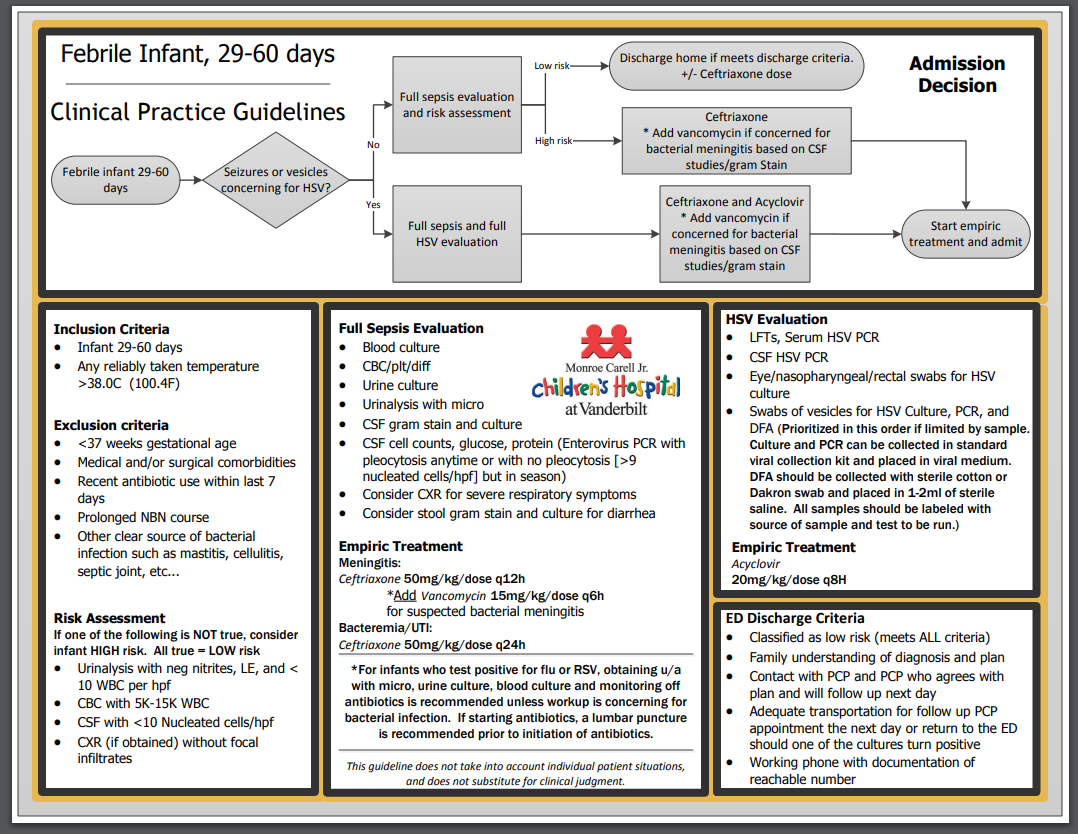 Febrile Infant, 29-60 days
Clinical Practice Guidelines
Febrile infant 29-60
days
Seizures or vesicles
concerning for HSV?
No
Yes
Full sepsis evaluation
and risk assessment
Full sepsis and full
HSV evaluation
Low risk
High risk
Discharge home if meets discharge criteria.
+/- Ceftriaxone dose
Ceftriaxone
* Add vancomycin if concerned for
bacterial meningitis based on CSF
studies/gram Stain
Ceftriaxone and Acyclovir
* Add vancomycin if
concerned for bacterial
meningitis based on CSF
studies/gram stain
Admission
Decision
Start empiric
treatment and admit
Inclusion Criteria
• Infant 29-60 days
• Any reliably taken temperature
>38.0C (100.4F)
Exclusion criteria
• <37 weeks gestational age
• Medical and/or surgical comorbidities
• Recent antibiotic use within last 7
days
• Prolonged NBN course
• Other clear source of bacterial
infection such as mastitis, cellulitis,
septic joint, etc...
Risk Assessment
If one of the following is NOT true, consider
infant HIGH risk. All true = LOW risk
• Urinalysis with neg nitrites, LE, and <
10 WBC per hpf
• CBC with 5K-15K WBC
• CSF with <10 Nucleated cells/hpf
• CXR (if obtained) without focal
infiltrates
Full Sepsis Evaluation
• Blood culture
• CBC/plt/diff
• Urine culture
• Urinalysis with micro
• CSF gram stain and culture
• CSF cell counts, glucose, protein (Enterovirus PCR with
pleocytosis anytime or with no pleocytosis [>9
nucleated cells/hpf] but in season)
• Consider CXR for severe respiratory symptoms
• Consider stool gram stain and culture for diarrhea
Monroe Carell Jr.
Children's Hospital
at Vanderbilt
Empiric Treatment
Meningitis:
Ceftriaxone 50mg/kg/dose q12h
*Add Vancomycin 15mg/kg/dose q6h
for suspected bacterial meningitis
Bacteremia/UTI:
Ceftriaxone 50mg/kg/dose q24h
*For infants who test positive for flu or RSV, obtaining u/a
with micro, urine culture, blood culture and monitoring off
antibiotics is recommended unless workup is concerning for
bacterial infection. If starting antibiotics, a lumbar puncture
is recommended prior to initiation of antibiotics.
This guideline does not take into account individual patient situations,
and does not substitute for clinical judgment.
HSV Evaluation
• LFTs, Serum HSV PCR
• CSF HSV PCR
• Eye/nasopharyngeal/rectal swabs for HSV
culture
• Swabs of vesicles for HSV Culture, PCR, and
DFA (Prioritized in this order if limited by sample.
Culture and PCR can be collected in standard
viral collection kit and placed in viral medium.
DFA should be collected with sterile cotton or
Dakron swab and placed in 1-2ml of sterile
saline. All samples should be labeled with
source of sample and test to be run.)
Empiric Treatment
Acyclovir
20mg/kg/dose q8H
ED Discharge Criteria
• Classified as low risk (meets ALL criteria)
• Family understanding of diagnosis and plan
• Contact with PCP and PCP who agrees with
plan and will follow up next day
• Adequate transportation for follow up PCP
appointment the next day or return to the ED
should one of the cultures turn positive
• Working phone with documentation of
reachable number